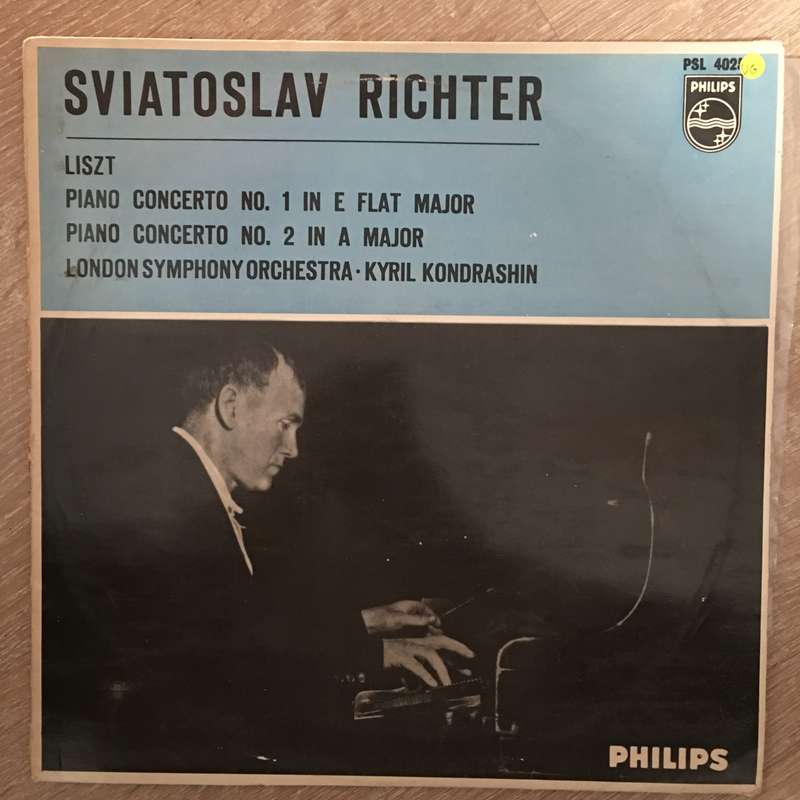 PSL 402
VG
SVIATOSLAV RICHTER
PHILIPS
LISZT
PIANO CONCERTO NO. 1 IN E FLAT MAJOR
PIANO CONCERTO NO. 2 IN A MAJOR
LONDON SYMPHONY ORCHESTRA · KYRIL KONDRASHIN
PHILIPS